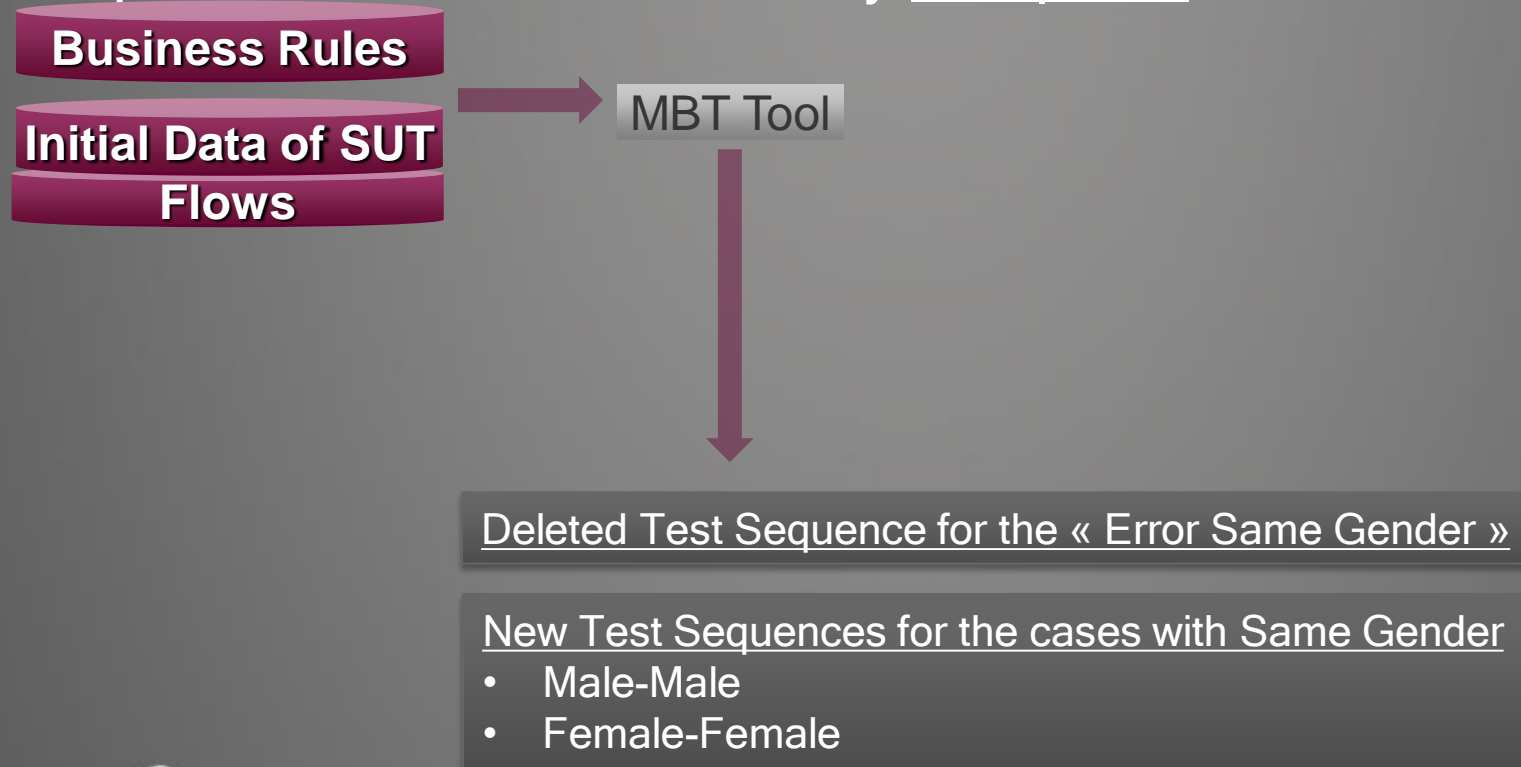 Business Rules
Initial Data of SUT
Flows
MBT Tool
Deleted Test Sequence for the « Error Same Gender »
New Test Sequences for the cases with Same Gender
• Male-Male
• Female-Female